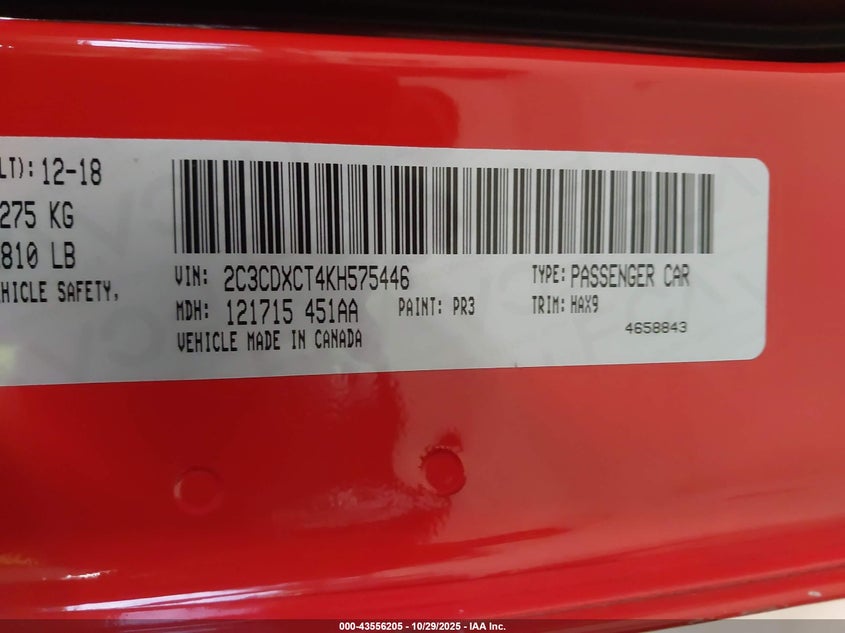 LT): 12-18
275 KG
810 LB
EHICLE SAFETY,
VIN: 2C3CDXCT4KH575446
TYPE: PASSENGER CAR
MDH: 121715 451AA
PAINT: PR3
TRIM: HAX9
VEHICLE MADE IN CANADA
4658843
000-43556205 - 10/29/2025 - IAA Inc.